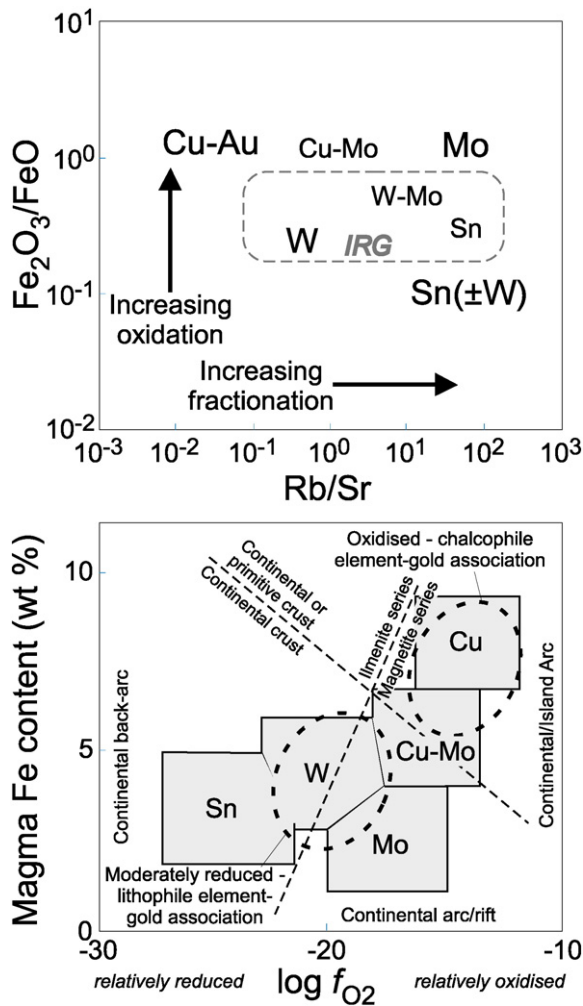 Fe₂O₃/FeO
10¹
10⁰
10⁻¹
10⁻²
Cu-Au
Cu-Mo
Mo
W-Mo
W
IRG
Sn
Sn(±W)
Increasing
oxidation
Increasing
fractionation
10⁻³
10⁻²
10⁻¹
10⁰
10¹
10²
10³
Rb/Sr
Magma Fe content (wt %)
10
5
0
Oxidised - chalcophile
element-gold association
Continental or
primitive crust
Continental crust
Ilmenite series
Magnetite series
Cu
Continental back-arc
Continental/Island Arc
Cu-Mo
W
Sn
Mo
Moderately reduced -
lithophile element-
gold association
Continental arc/rift
-30
-20
-10
relatively reduced
log fO2
relatively oxidised